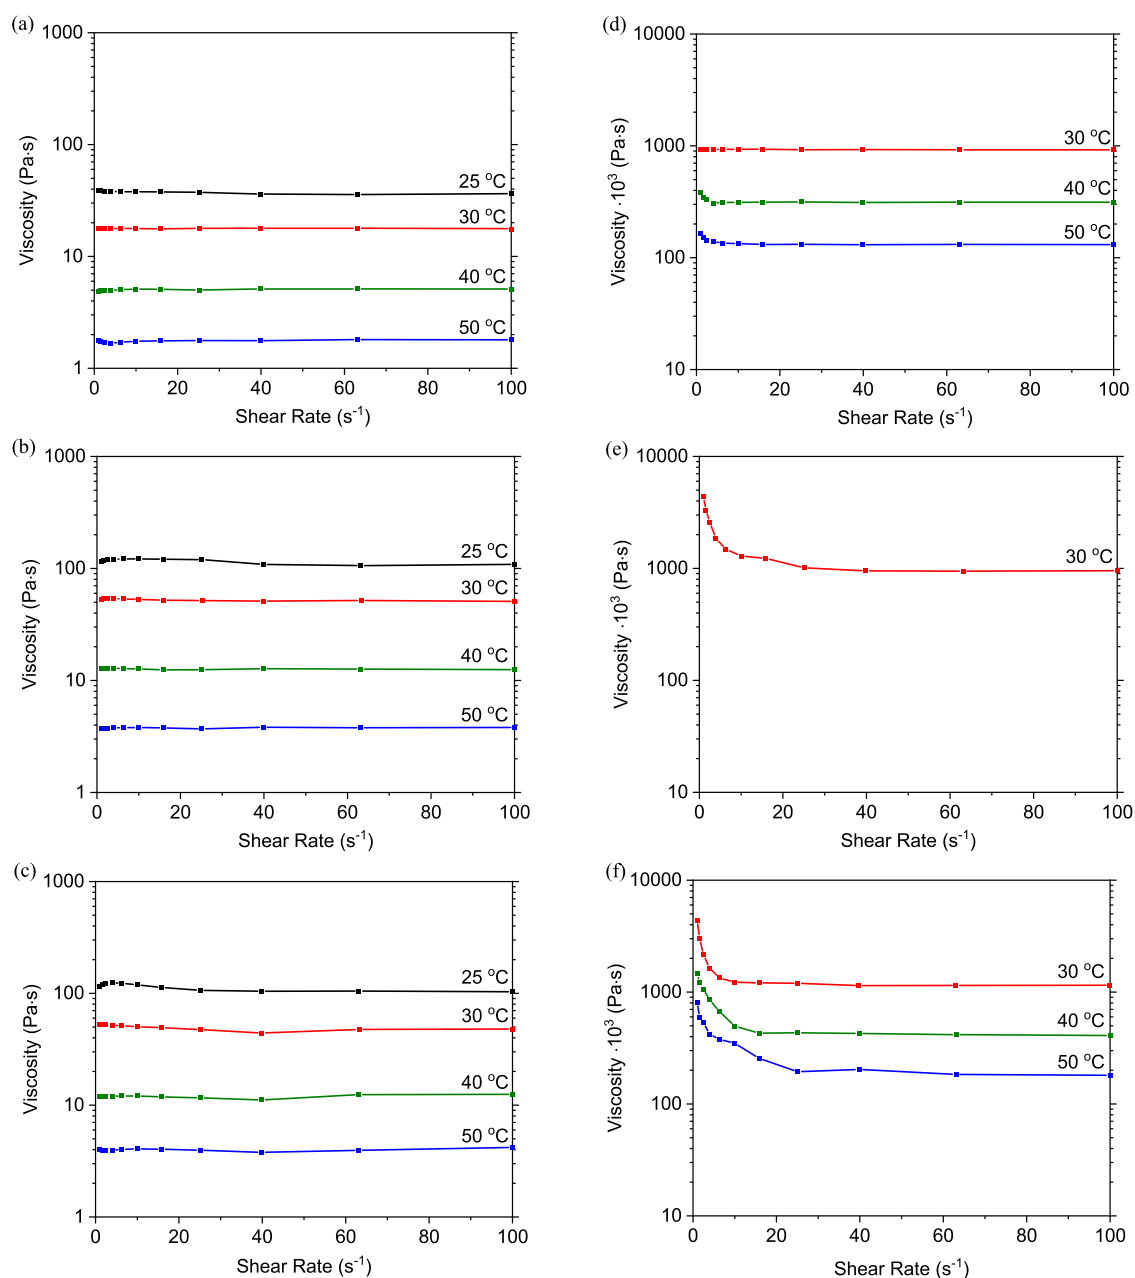 (a)
1000
100
10
1
Viscosity (Pa·s)
25 °C
30 °C
40 °C
50 °C
0 20 40 60 80 100
Shear Rate (s⁻¹)
(d)
10000
1000
100
10
Viscosity ·10³ (Pa·s)
30 °C
40 °C
50 °C
0 20 40 60 80 100
Shear Rate (s⁻¹)
(b)
1000
100
10
1
Viscosity (Pa·s)
25 °C
30 °C
40 °C
50 °C
0 20 40 60 80 100
Shear Rate (s⁻¹)
(e)
10000
1000
100
10
Viscosity ·10³ (Pa·s)
30 °C
0 20 40 60 80 100
Shear Rate (s⁻¹)
(c)
1000
100
10
1
Viscosity (Pa·s)
25 °C
30 °C
40 °C
50 °C
0 20 40 60 80 100
Shear Rate (s⁻¹)
(f)
10000
1000
100
10
Viscosity ·10³ (Pa·s)
30 °C
40 °C
50 °C
0 20 40 60 80 100
Shear Rate (s⁻¹)